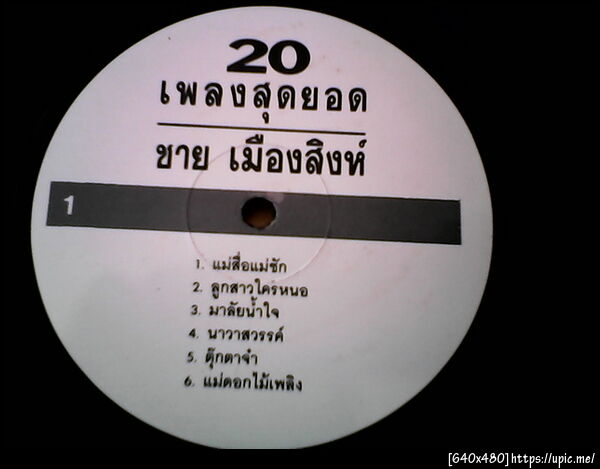 20
เพลงสุดยอด
ชาย เมืองสิงห์
1
1. แม่สื่อแม่ชัก
2. ลูกสาวใครหนอ
3. มาลัยน้ำใจ
4. นาวาสวรรค์
5. ตุ๊กตาจ๋า
6. แม่ดอกไม้เพลิง
[640x480]https://upic.me/